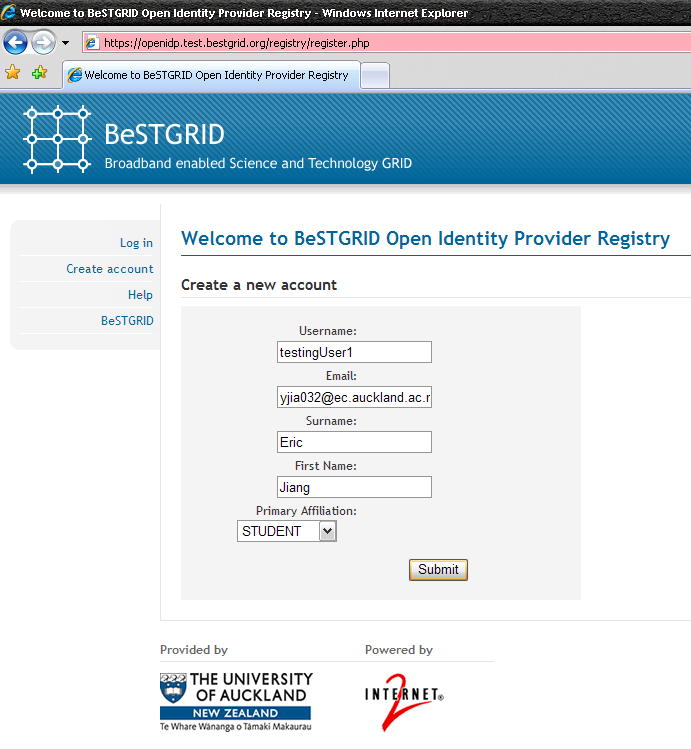 Welcome to BeSTGRID Open Identity Provider Registry - Windows Internet Explorer
https://openidp.test.bestgrid.org/registry/register.php
Welcome to BeSTGRID Open Identity Provider Registry
BeSTGRID
Broadband enabled Science and Technology GRID
Log in
Create account
Help
BeSTGRID
Welcome to BeSTGRID Open Identity Provider Registry
Create a new account
Username:
testingUser1
Email:
yjia032@ec.auckland.ac.n
Surname:
Eric
First Name:
Jiang
Primary Affiliation:
STUDENT
Submit
Provided by
THE UNIVERSITY
OF AUCKLAND
NEW ZEALAND
Te Whare Wānanga o Tāmaki Makaurau
Powered by
INTERNET®
2